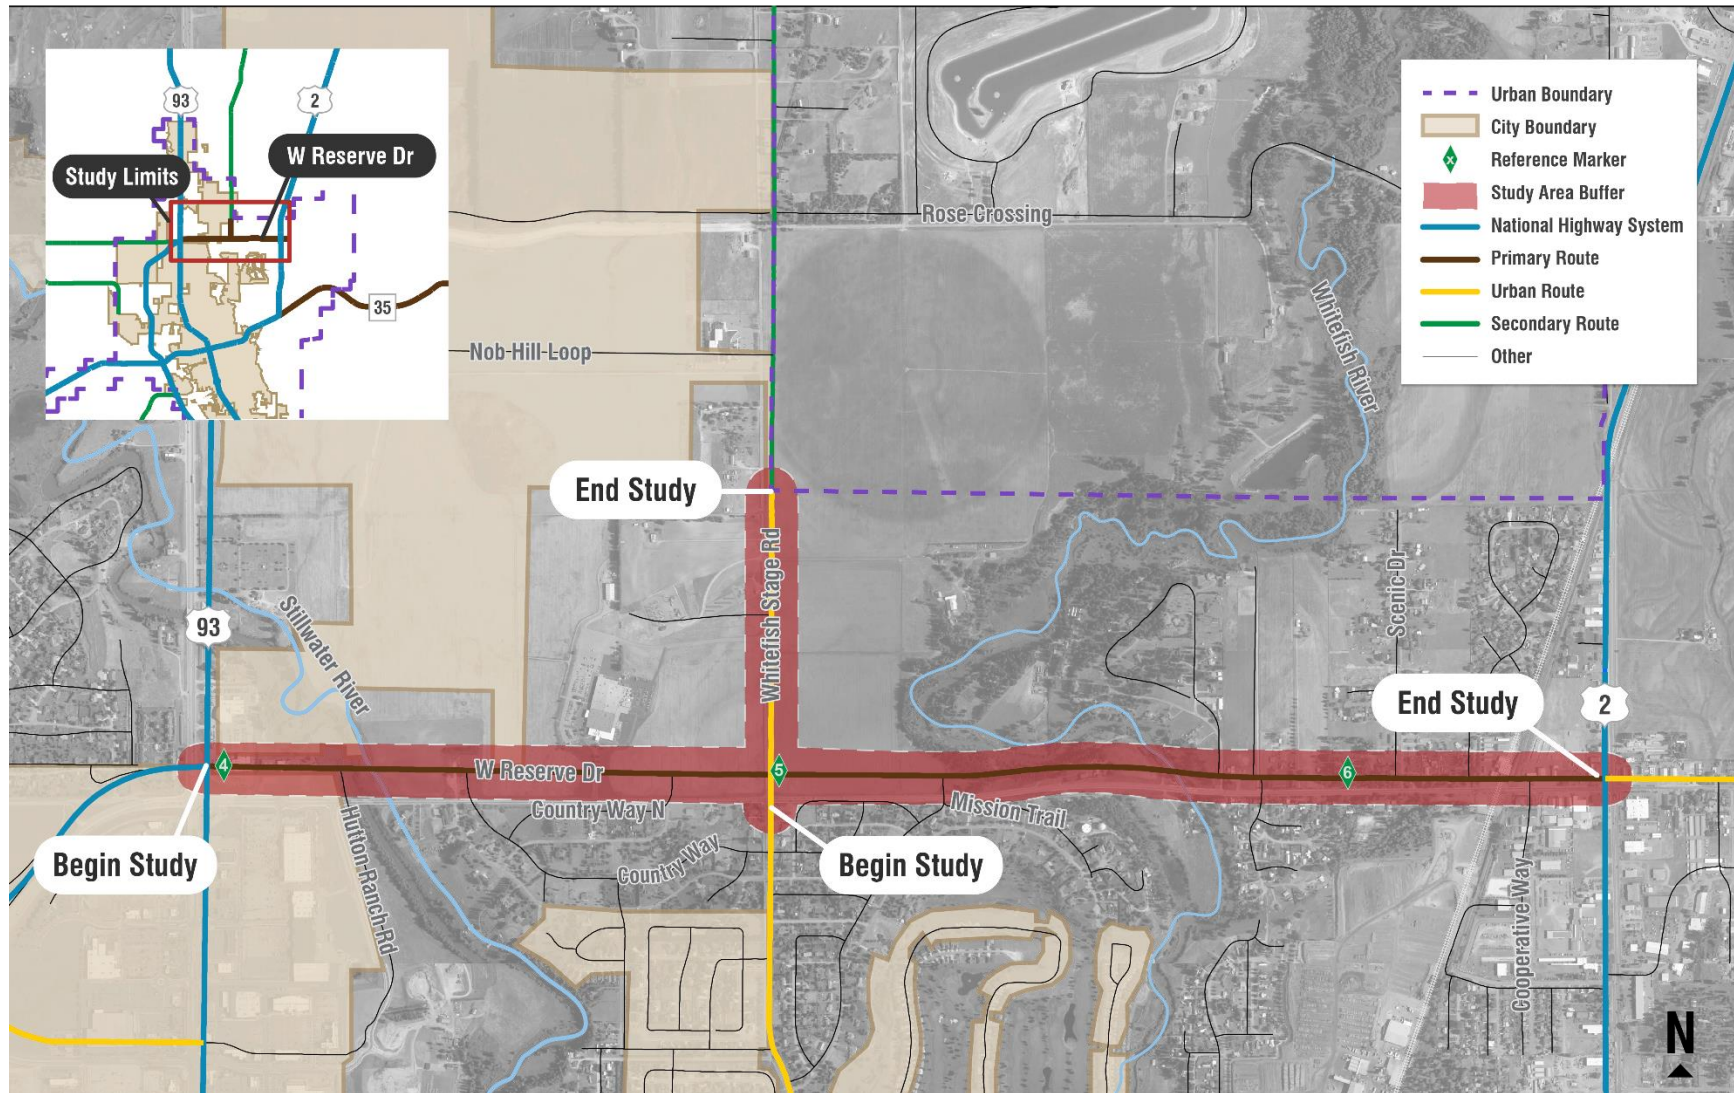 93
2
Study Limits
W Reserve Dr
35
Urban Boundary
City Boundary
x
Reference Marker
Study Area Buffer
National Highway System
Primary Route
Urban Route
Secondary Route
Other
Rose Crossing
Whitefish River
Nob Hill Loop
End Study
Whitefish Stage Rd
Scenic Dr
Stillwater River
93
End Study
2
4
W Reserve Dr
5
6
Country Way N
Mission Trail
Hutton Ranch Rd
Begin Study
Country Way
Begin Study
Cooperative Way
N